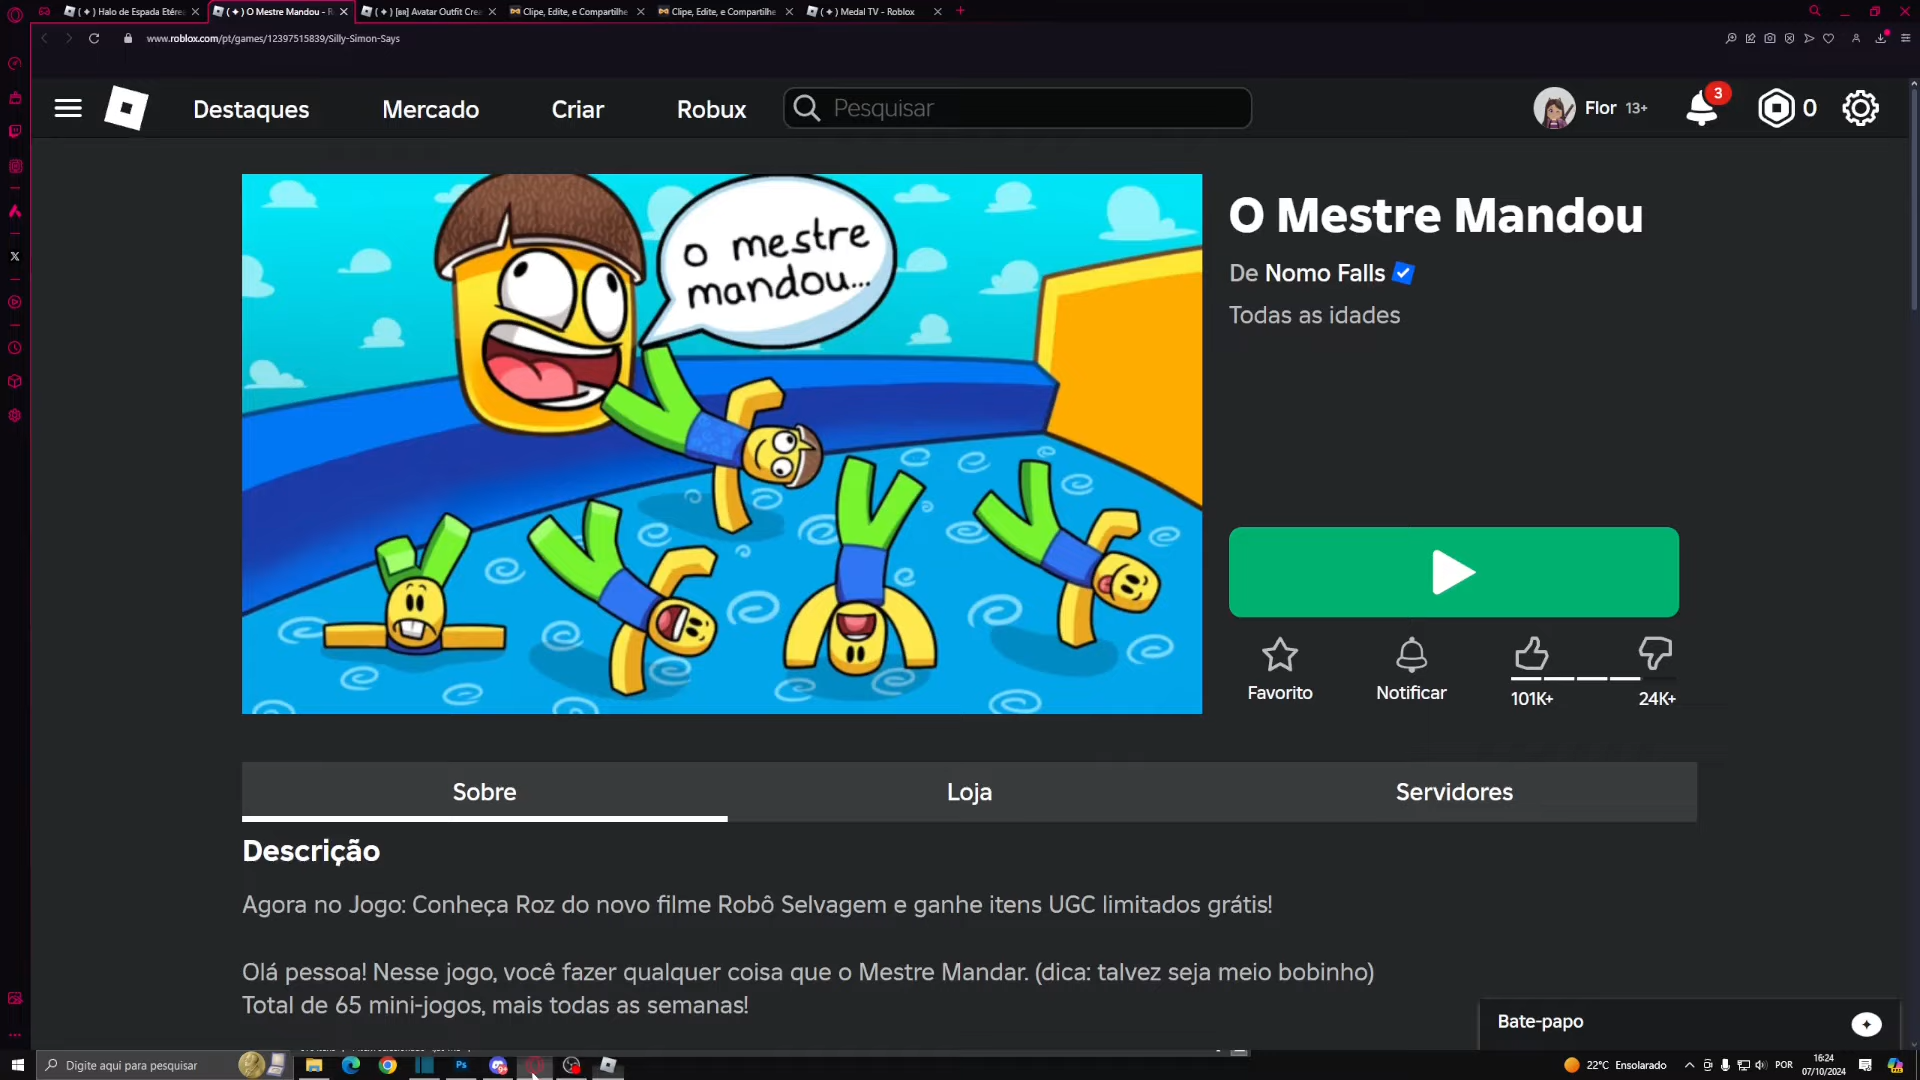 ( ✦ ) Halo de Espada Etére
( ✦ ) O Mestre Mandou - R
( ✦ ) [BR] Avatar Outfit Crea
Clipe, Edite, e Compartilhe
Clipe, Edite, e Compartilhe
( ✦ ) Medal TV - Roblox
www.roblox.com/pt/games/12397515839/Silly-Simon-Says
Destaques
Mercado
Criar
Robux
Pesquisar
Flor 13+
3
0
o mestre
mandou...
O Mestre Mandou
De Nomo Falls
Todas as idades
Favorito
Notificar
101K+
24K+
Sobre
Loja
Servidores
Descrição
Agora no Jogo: Conheça Roz do novo filme Robô Selvagem e ganhe itens UGC limitados grátis!
Olá pessoa! Nesse jogo, você fazer qualquer coisa que o Mestre Mandar. (dica: talvez seja meio bobinho)
Total de 65 mini-jogos, mais todas as semanas!
Bate-papo
Digite aqui para pesquisar
Ps
22°C Ensolarado
POR
16:24
07/10/2024